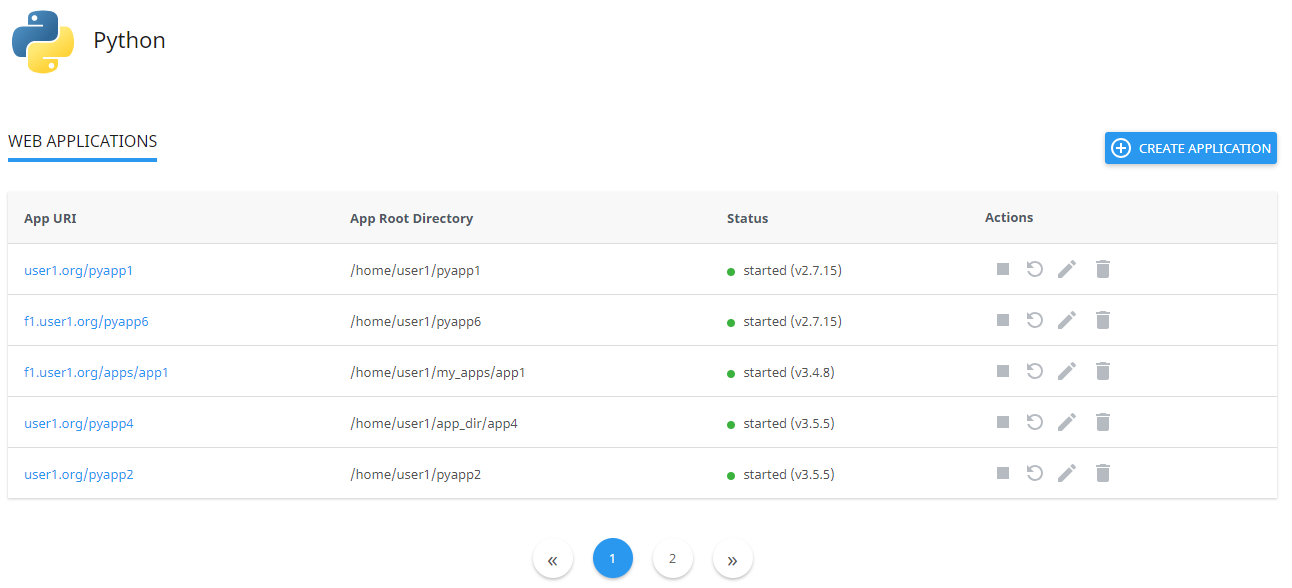 Python
WEB APPLICATIONS
CREATE APPLICATION
App URI App Root Directory Status Actions
user1.org/pyapp1 /home/user1/pyapp1 started (v2.7.15)
f1.user1.org/pyapp6 /home/user1/pyapp6 started (v2.7.15)
f1.user1.org/apps/app1 /home/user1/my_apps/app1 started (v3.4.8)
user1.org/pyapp4 /home/user1/app_dir/app4 started (v3.5.5)
user1.org/pyapp2 /home/user1/pyapp2 started (v3.5.5)
« 1 2 »